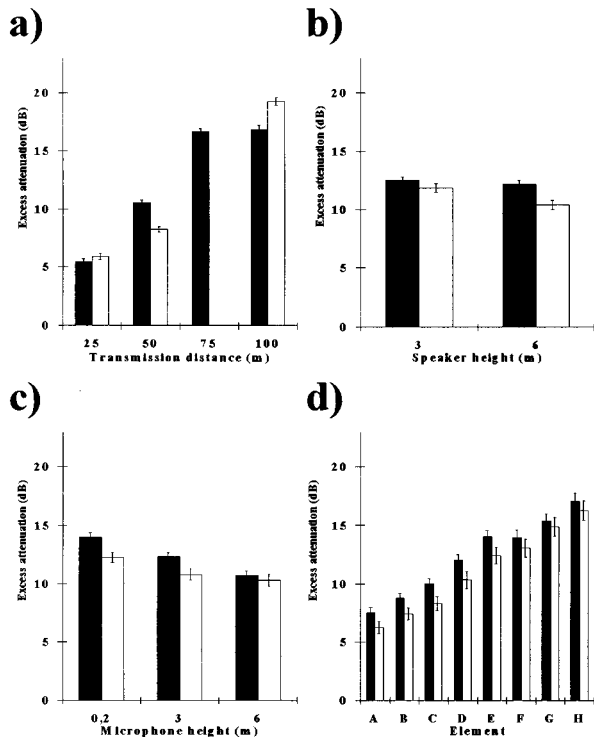 a)
Excess attenuation (dB)
20
15
10
5
0
25 50 75 100
Transmission distance (m)
b)
Excess attenuation (dB)
20
15
10
5
0
3 6
Speaker height (m)
c)
Excess attenuation (dB)
20
15
10
5
0
0,2 3 6
Microphone height (m)
d)
Excess attenuation (dB)
20
15
10
5
0
A B C D E F G H
Element